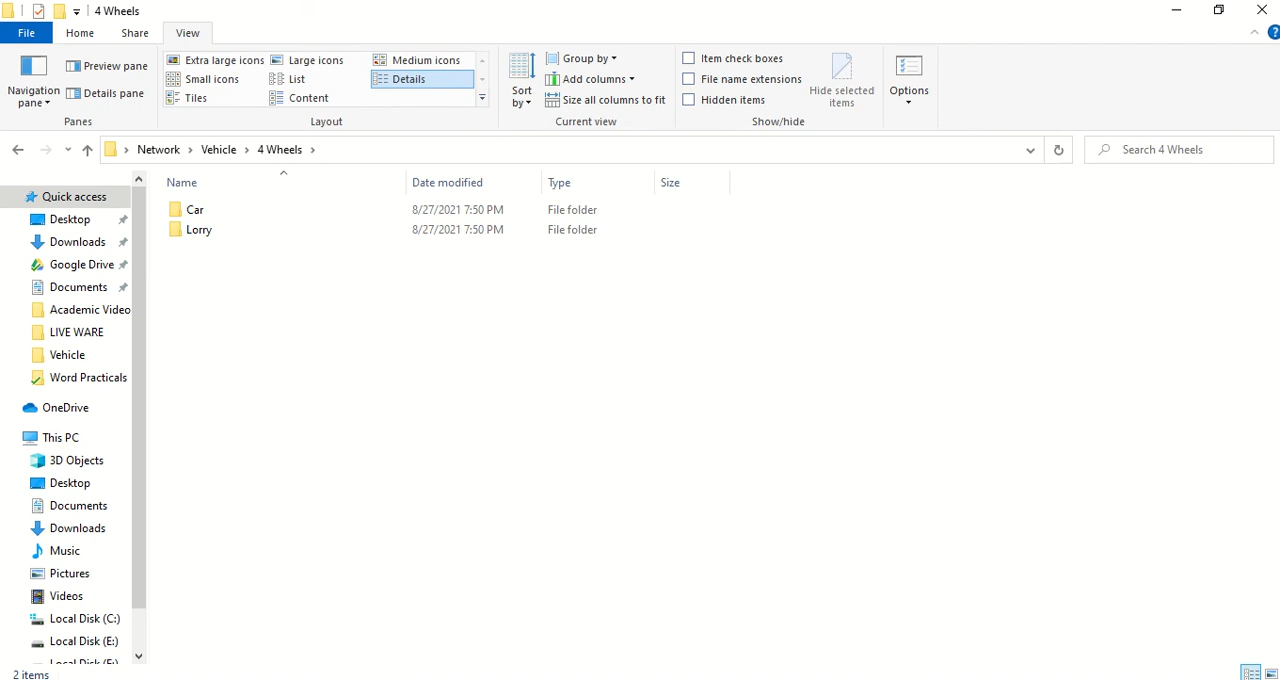 4 Wheels
File Home Share View
Navigation pane
Preview pane
Details pane
Panes
Extra large icons Large icons Medium icons
Small icons List Details
Tiles Content
Layout
Sort by
Group by
Add columns
Size all columns to fit
Current view
Item check boxes
File name extensions
Hidden items
Hide selected items
Show/hide
Options
Network Vehicle 4 Wheels
Search 4 Wheels
Name Date modified Type Size
Car 8/27/2021 7:50 PM File folder
Lorry 8/27/2021 7:50 PM File folder
Quick access
Desktop
Downloads
Google Drive
Documents
Academic Video
LIVE WARE
Vehicle
Word Practicals
OneDrive
This PC
3D Objects
Desktop
Documents
Downloads
Music
Pictures
Videos
Local Disk (C:)
Local Disk (E:)
2 items